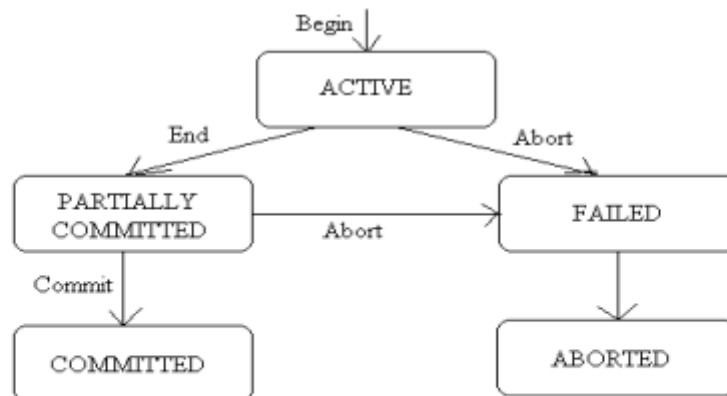 Begin
ACTIVE
End
Abort
PARTIALLY
COMMITTED
Abort
FAILED
Commit
COMMITTED
ABORTED